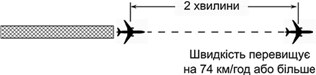 2 хвилини
Швидкість перевищує
на 74 км/год або більше